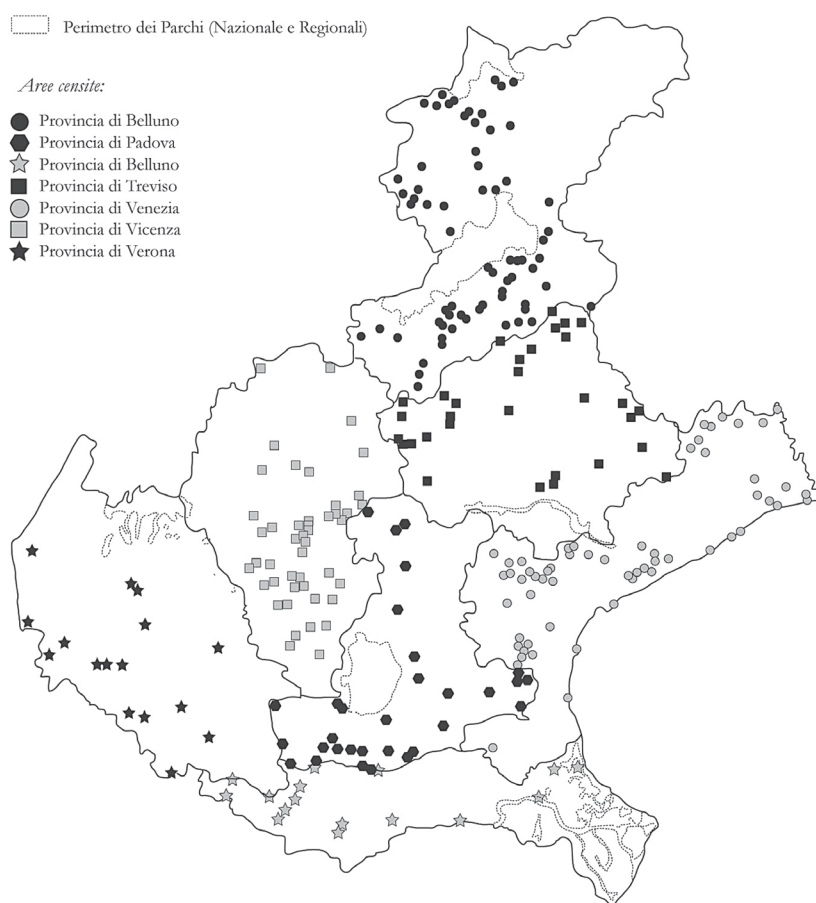 Perimetro dei Parchi (Nazionale e Regionali)
Aree censite:
Provincia di Belluno
Provincia di Padova
Provincia di Belluno
Provincia di Treviso
Provincia di Venezia
Provincia di Vicenza
Provincia di Verona